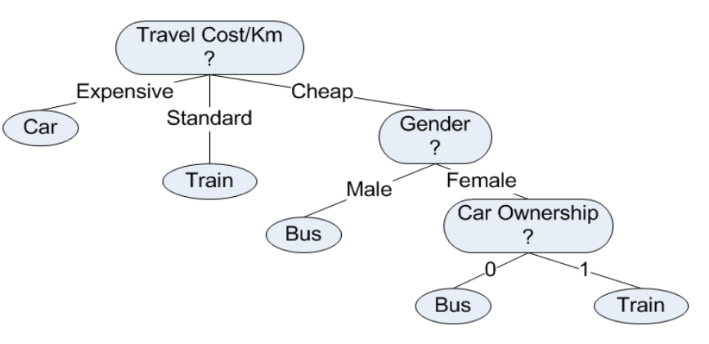 Travel Cost/Km
?
Expensive
Cheap
Standard
Car
Gender
?
Train
Male
Female
Bus
Car Ownership
?
0
1
Bus
Train